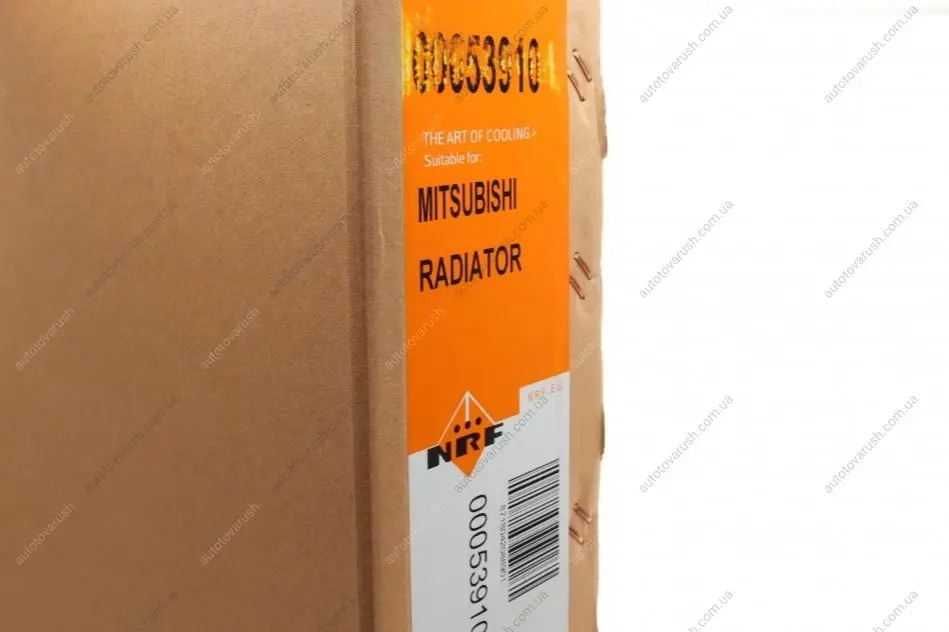 00053910
THE ART OF COOLING>
Suitable for:
MITSUBISHI
RADIATOR
NRF.EU
NRF
00053910
autotovarush.com.ua